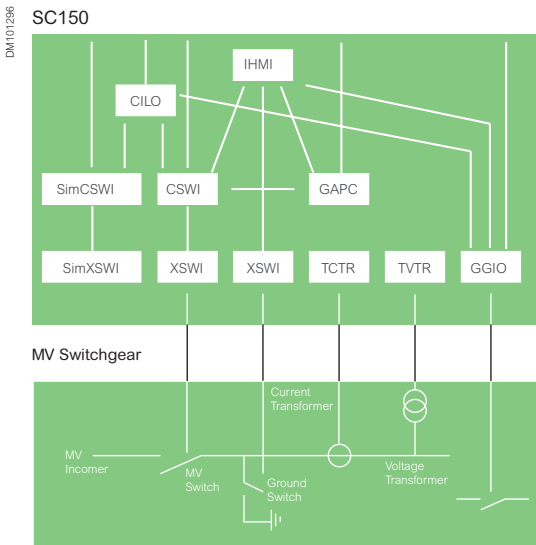 DM101296
SC150
IHMI
CILO
SimCSWI
CSWI
GAPC
SimXSWI
XSWI
XSWI
TCTR
TVTR
GGIO
MV Switchgear
Current
Transformer
MV
Incomer
MV
Switch
Ground
Switch
Voltage
Transformer